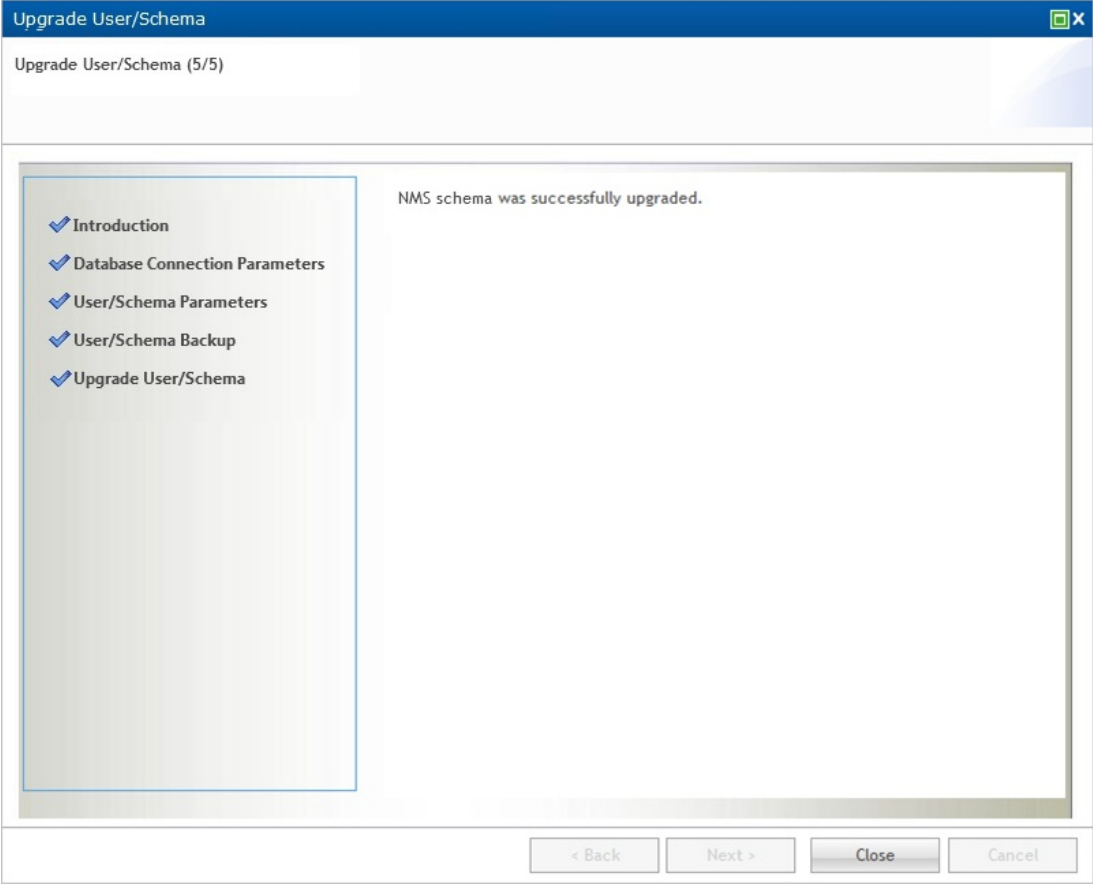 Upgrade User/Schema
Upgrade User/Schema (5/5)
Introduction
Database Connection Parameters
User/Schema Parameters
User/Schema Backup
Upgrade User/Schema
NMS schema was successfully upgraded.
< Back Next > Close Cancel